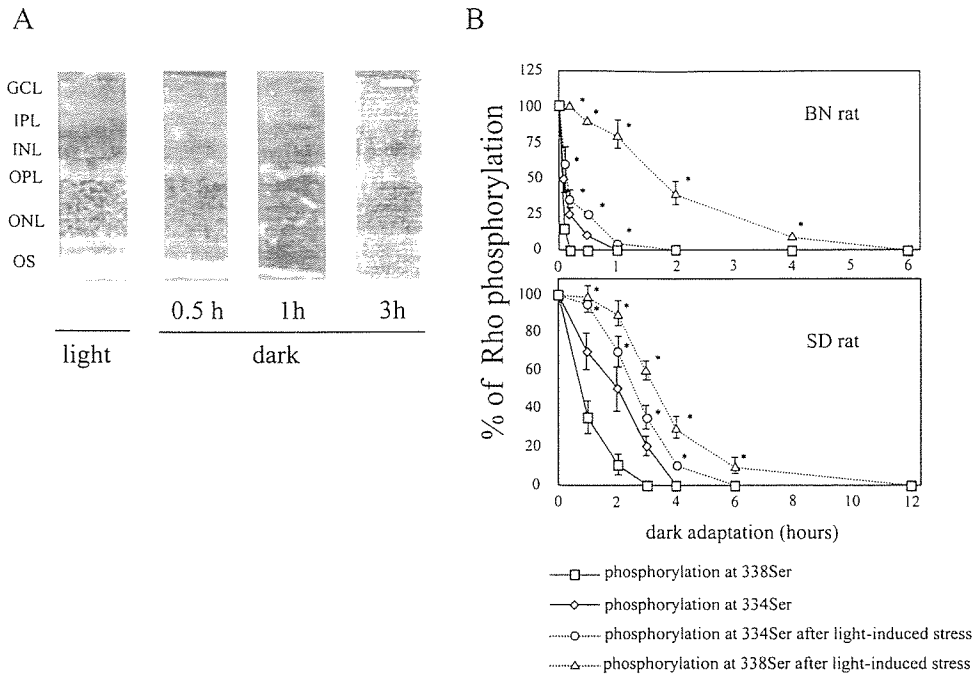 A
GCL
IPL
INL
OPL
ONL
OS
0.5 h
1h
3h
light
dark
B
% of Rho phosphorylation
125
100
75
50
25
0
BN rat
*
*
*
*
*
*
*
*
*
0
1
2
3
4
5
6
100
80
60
40
20
0
SD rat
*
*
*
*
*
*
*
*
*
*
0
2
4
6
8
10
12
dark adaptation (hours)
phosphorylation at 338Ser
phosphorylation at 334Ser
phosphorylation at 334Ser after light-induced stress
phosphorylation at 338Ser after light-induced stress